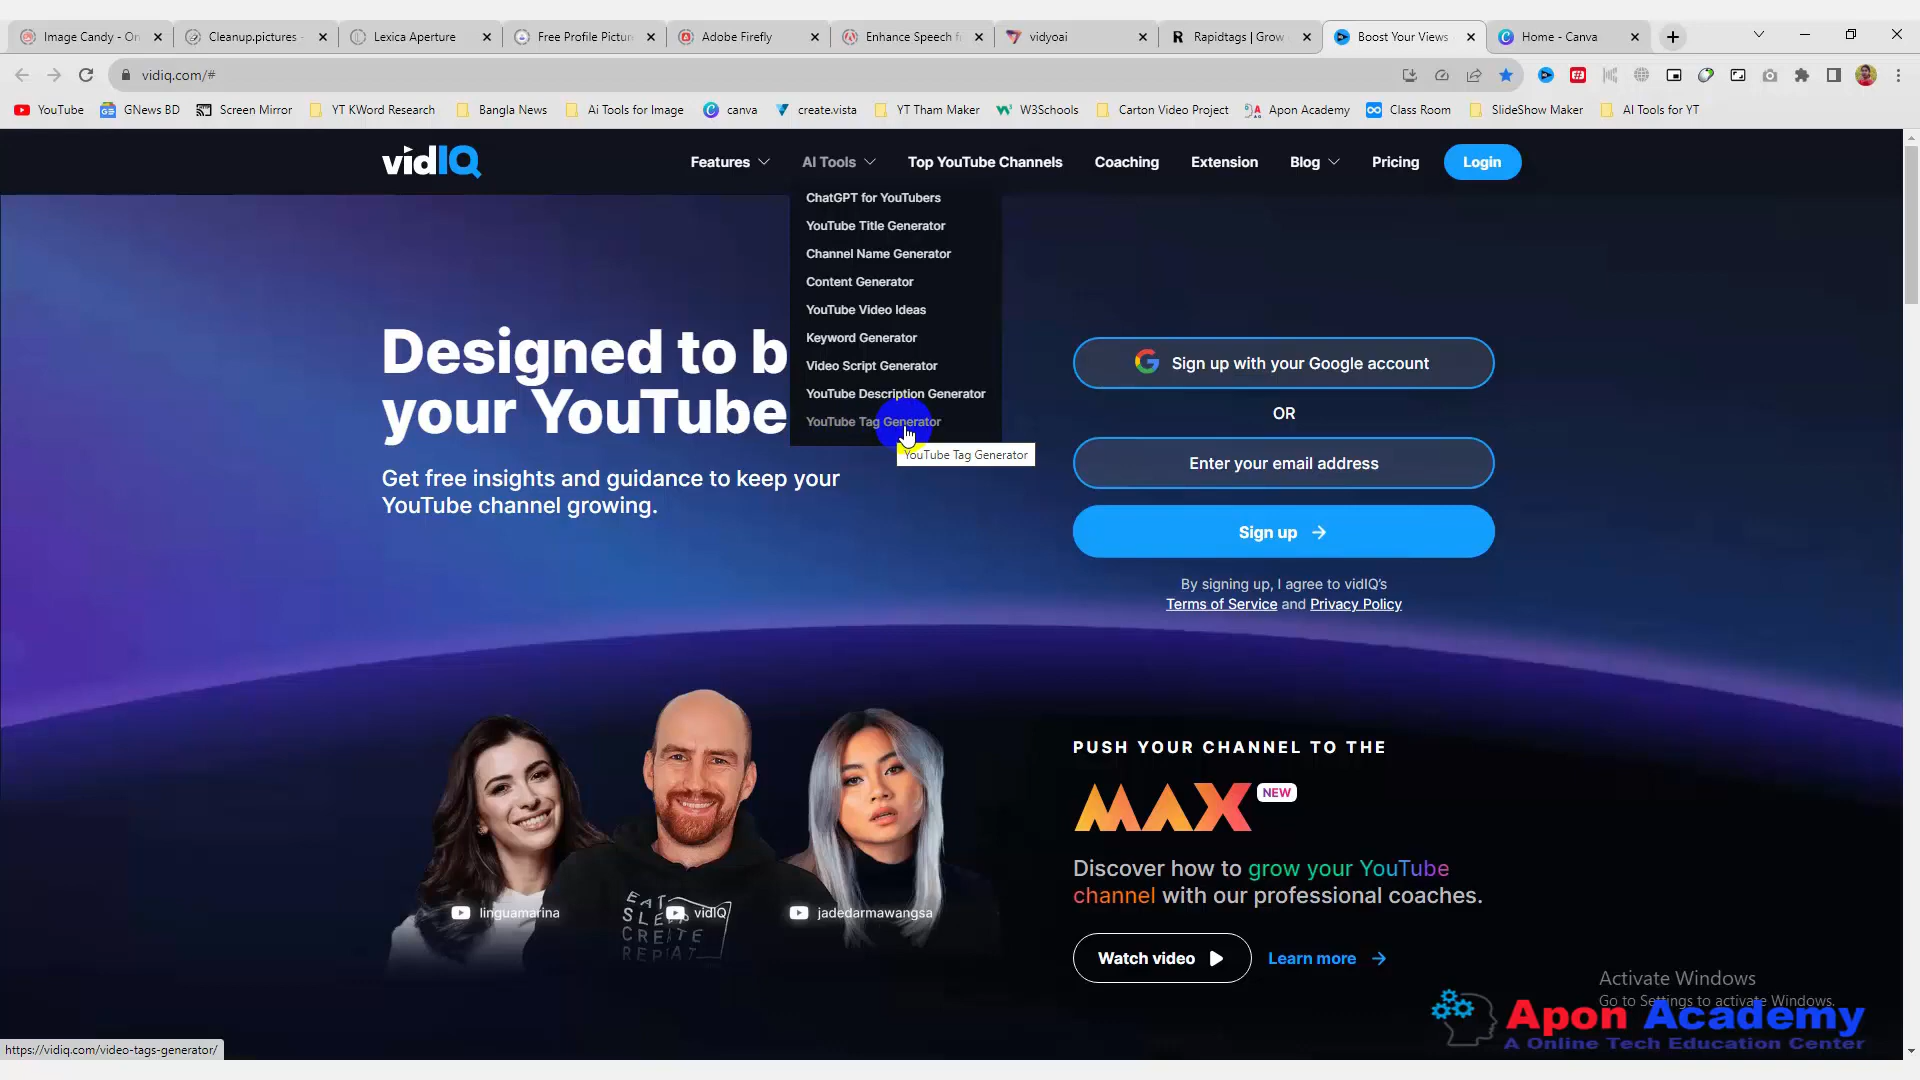 Image Candy - On
Cleanup.pictures -
Lexica Aperture
Free Profile Pictur
Adobe Firefly
Enhance Speech f
vidyoai
Rapidtags | Grow
Boost Your Views
Home - Canva
vidiq.com/#
YouTube
GNews BD
Screen Mirror
YT KWord Research
Bangla News
Ai Tools for Image
canva
create.vista
YT Tham Maker
W3Schools
Carton Video Project
Apon Academy
Class Room
SlideShow Maker
AI Tools for YT
vidIQ
Features
AI Tools
Top YouTube Channels
Coaching
Extension
Blog
Pricing
Login
ChatGPT for YouTubers
YouTube Title Generator
Channel Name Generator
Content Generator
YouTube Video Ideas
Keyword Generator
Video Script Generator
YouTube Description Generator
YouTube Tag Generator
YouTube Tag Generator
Designed to b
your YouTube
Get free insights and guidance to keep your
YouTube channel growing.
Sign up with your Google account
OR
Enter your email address
Sign up
By signing up, I agree to vidIQ's
Terms of Service and Privacy Policy
linguamarina
vidIQ
jadedarmawangsa
EAT
SLEEP
CREATE
REPEAT
PUSH YOUR CHANNEL TO THE
MAX NEW
Discover how to grow your YouTube
channel with our professional coaches.
Watch video
Learn more
Activate Windows
Go to Settings to activate Windows.
Apon Academy
A Online Tech Education Center
https://vidiq.com/video-tags-generator/